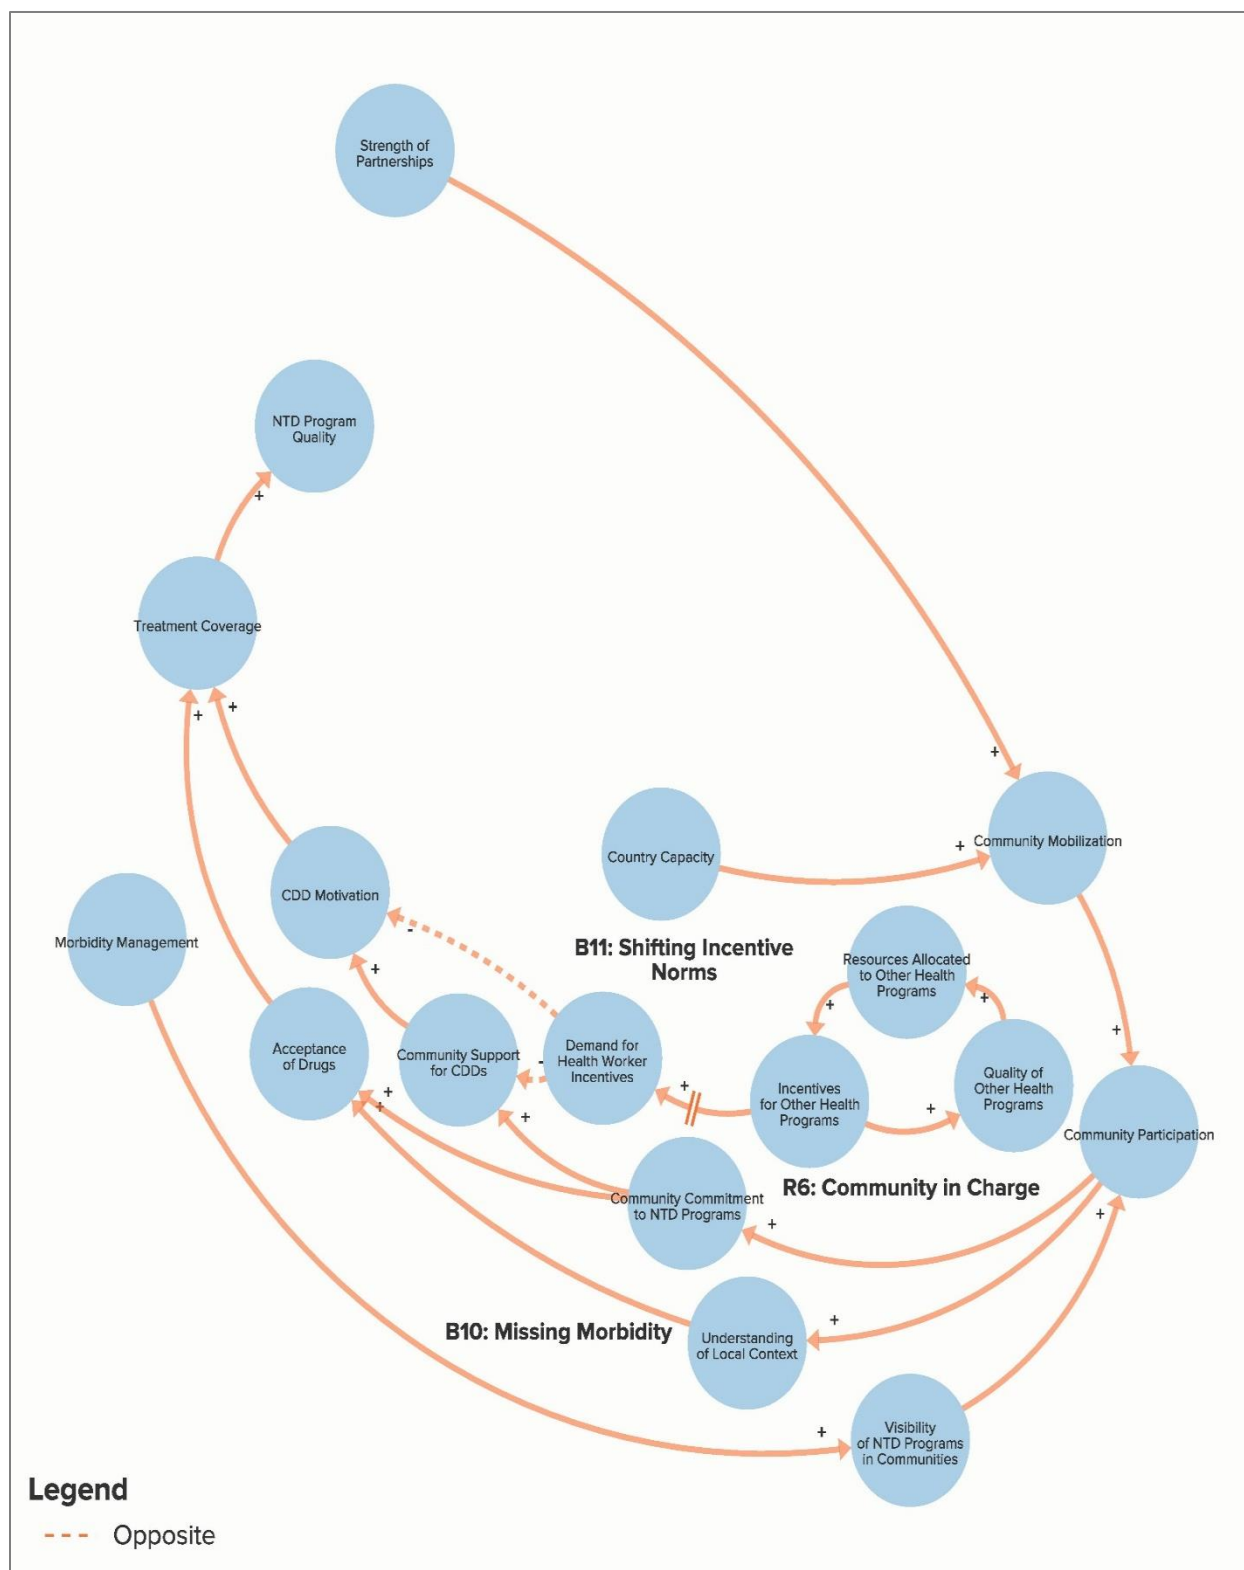 Strength of
Partnerships
NTD Program
Quality
+
Treatment Coverage
+
+
+
Community Mobilization
Country Capacity
+
CDD Motivation
-
Morbidity Management
B11: Shifting Incentive
Norms
Resources Allocated
to Other Health
Programs
+
+
+
+
Acceptance
of Drugs
Community Support
for CDDs
-
Demand for
Health Worker
Incentives
+
Incentives
for Other Health
Programs
Quality of
Other Health
Programs
+
+
+
+
Community Participation
Community Commitment
to NTD Programs
R6: Community in Charge
+
+
B10: Missing Morbidity
Understanding
of Local Context
+
+
Visibility
of NTD Programs
in Communities
Legend
--- Opposite